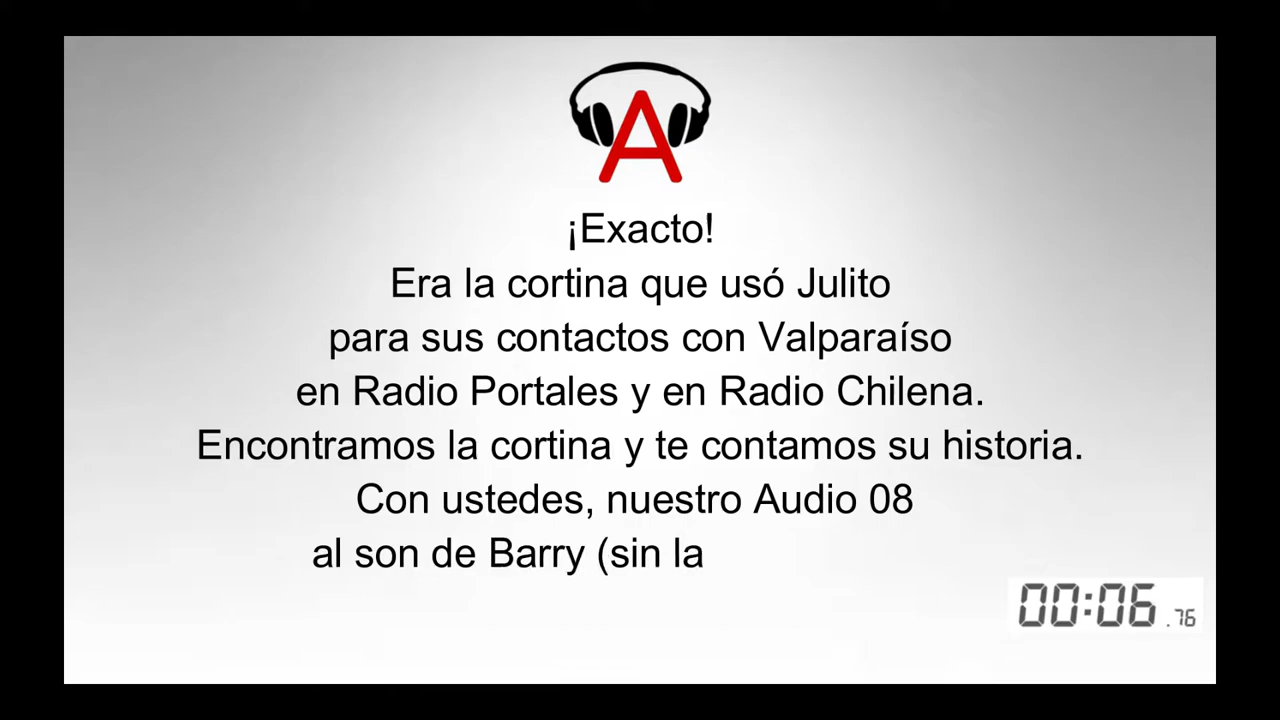 A
¡Exacto!
Era la cortina que usó Julito
para sus contactos con Valparaíso
en Radio Portales y en Radio Chilena.
Encontramos la cortina y te contamos su historia.
Con ustedes, nuestro Audio 08
al son de Barry (sin la
00:06.76